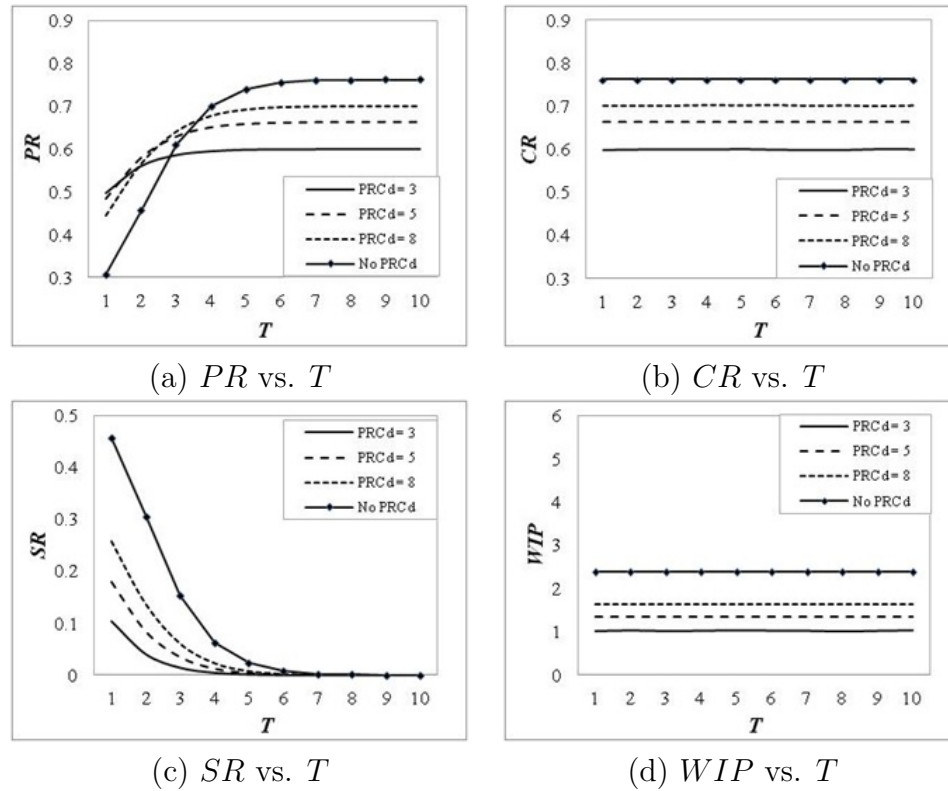 0.9
0.8
0.7
0.6
0.5
0.4
0.3
PR
1 2 3 4 5 6 7 8 9 10
T
PRCd= 3
PRCd= 5
PRCd= 8
No PRCd
(a) PR vs. T
0.9
0.8
0.7
0.6
0.5
0.4
0.3
CR
1 2 3 4 5 6 7 8 9 10
T
PRCd= 3
PRCd= 5
PRCd= 8
No PRCd
(b) CR vs. T
0.5
0.4
0.3
0.2
0.1
0
SR
1 2 3 4 5 6 7 8 9 10
T
PRCd= 3
PRCd= 5
PRCd= 8
No PRCd
(c) SR vs. T
6
5
4
3
2
1
0
WIP
1 2 3 4 5 6 7 8 9 10
T
PRCd= 3
PRCd= 5
PRCd= 8
No PRCd
(d) WIP vs. T